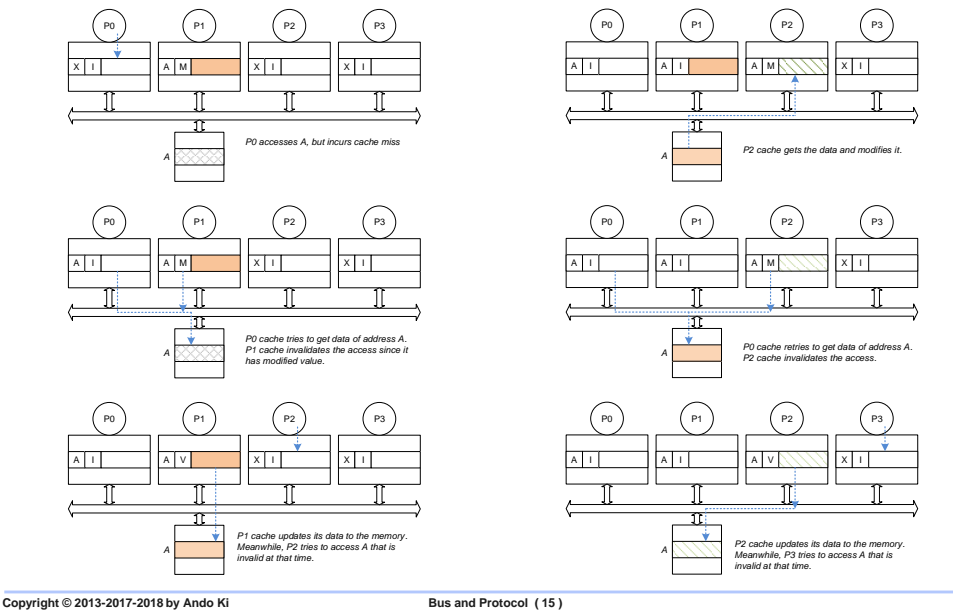 P0 P1 P2 P3
X I A M X I X I
A
P0 accesses A, but incurs cache miss
P0 P1 P2 P3
A I A M X I X I
A
P0 cache tries to get data of address A.
P1 cache invalidates the access since it
has modified value.
P0 P1 P2 P3
A I A V X I X I
A
P1 cache updates its data to the memory.
Meanwhile, P2 tries to access A that is
invalid at that time.
P0 P1 P2 P3
A I A I A M X I
A
P2 cache gets the data and modifies it.
P0 P1 P2 P3
A I A I A M X I
A
P0 cache retries to get data of address A.
P2 cache invalidates the access.
P0 P1 P2 P3
A I A I A V X I
A
P2 cache updates its data to the memory.
Meanwhile, P3 tries to access A that is
invalid at that time.
Copyright © 2013-2017-2018 by Ando Ki
Bus and Protocol ( 15 )